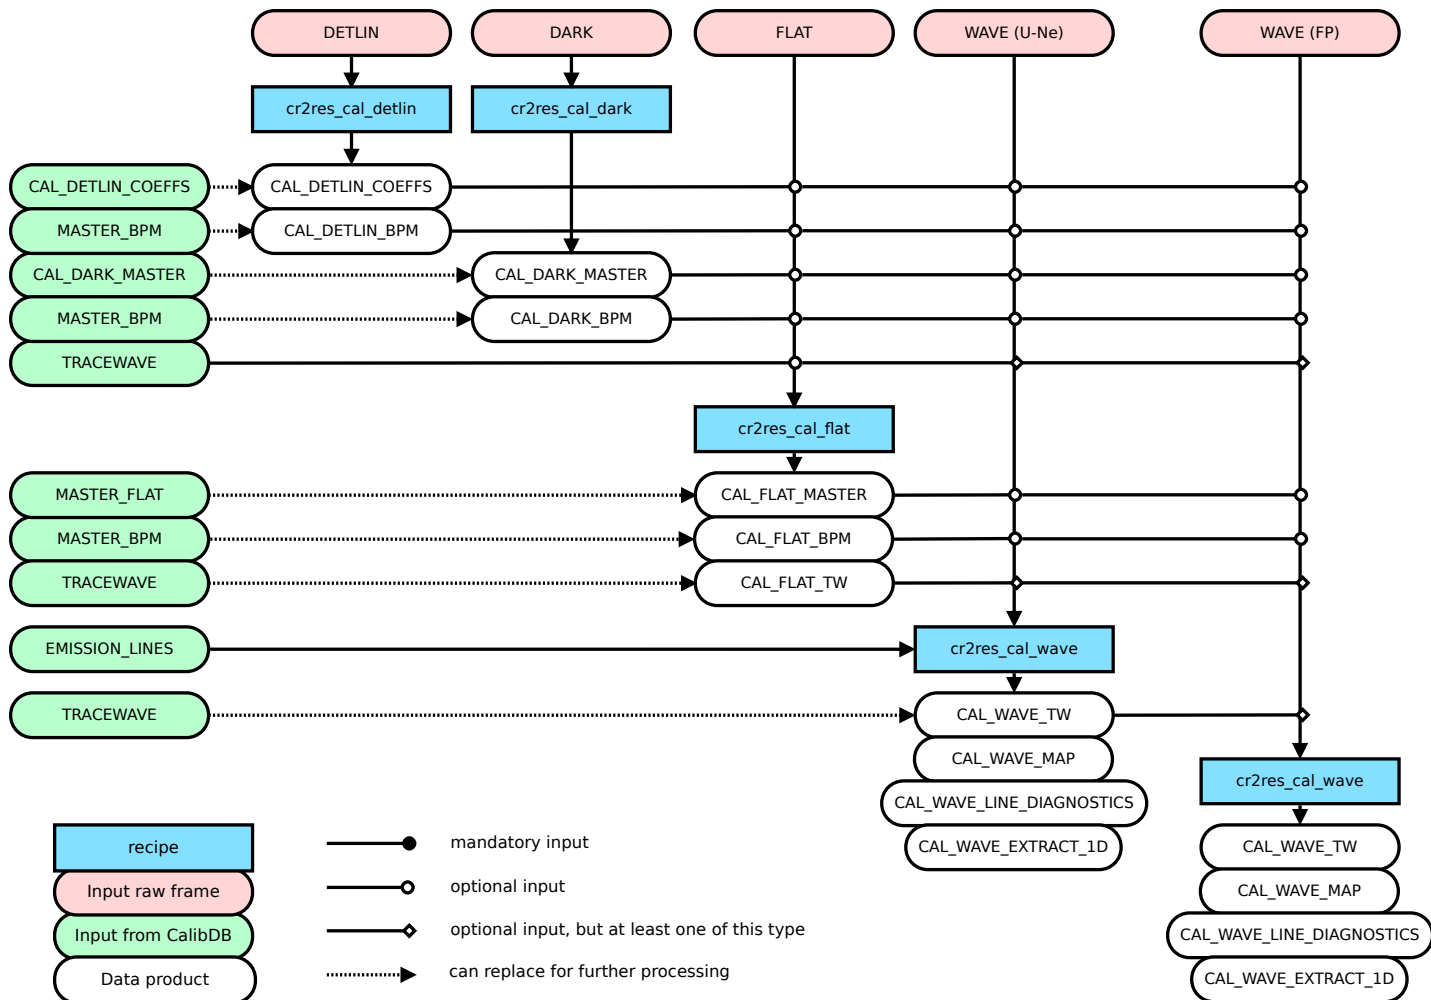 DETLIN
DARK
FLAT
WAVE (U-Ne)
WAVE (FP)
cr2res_cal_detlin
cr2res_cal_dark
CAL_DETLIN_COEFFS
CAL_DETLIN_COEFFS
MASTER_BPM
CAL_DETLIN_BPM
CAL_DARK_MASTER
CAL_DARK_MASTER
MASTER_BPM
CAL_DARK_BPM
TRACEWAVE
cr2res_cal_flat
MASTER_FLAT
CAL_FLAT_MASTER
MASTER_BPM
CAL_FLAT_BPM
TRACEWAVE
CAL_FLAT_TW
EMISSION_LINES
cr2res_cal_wave
TRACEWAVE
CAL_WAVE_TW
CAL_WAVE_MAP
CAL_WAVE_LINE_DIAGNOSTICS
CAL_WAVE_EXTRACT_1D
cr2res_cal_wave
CAL_WAVE_TW
CAL_WAVE_MAP
CAL_WAVE_LINE_DIAGNOSTICS
CAL_WAVE_EXTRACT_1D
recipe
Input raw frame
Input from CalibDB
Data product
mandatory input
optional input
optional input, but at least one of this type
can replace for further processing